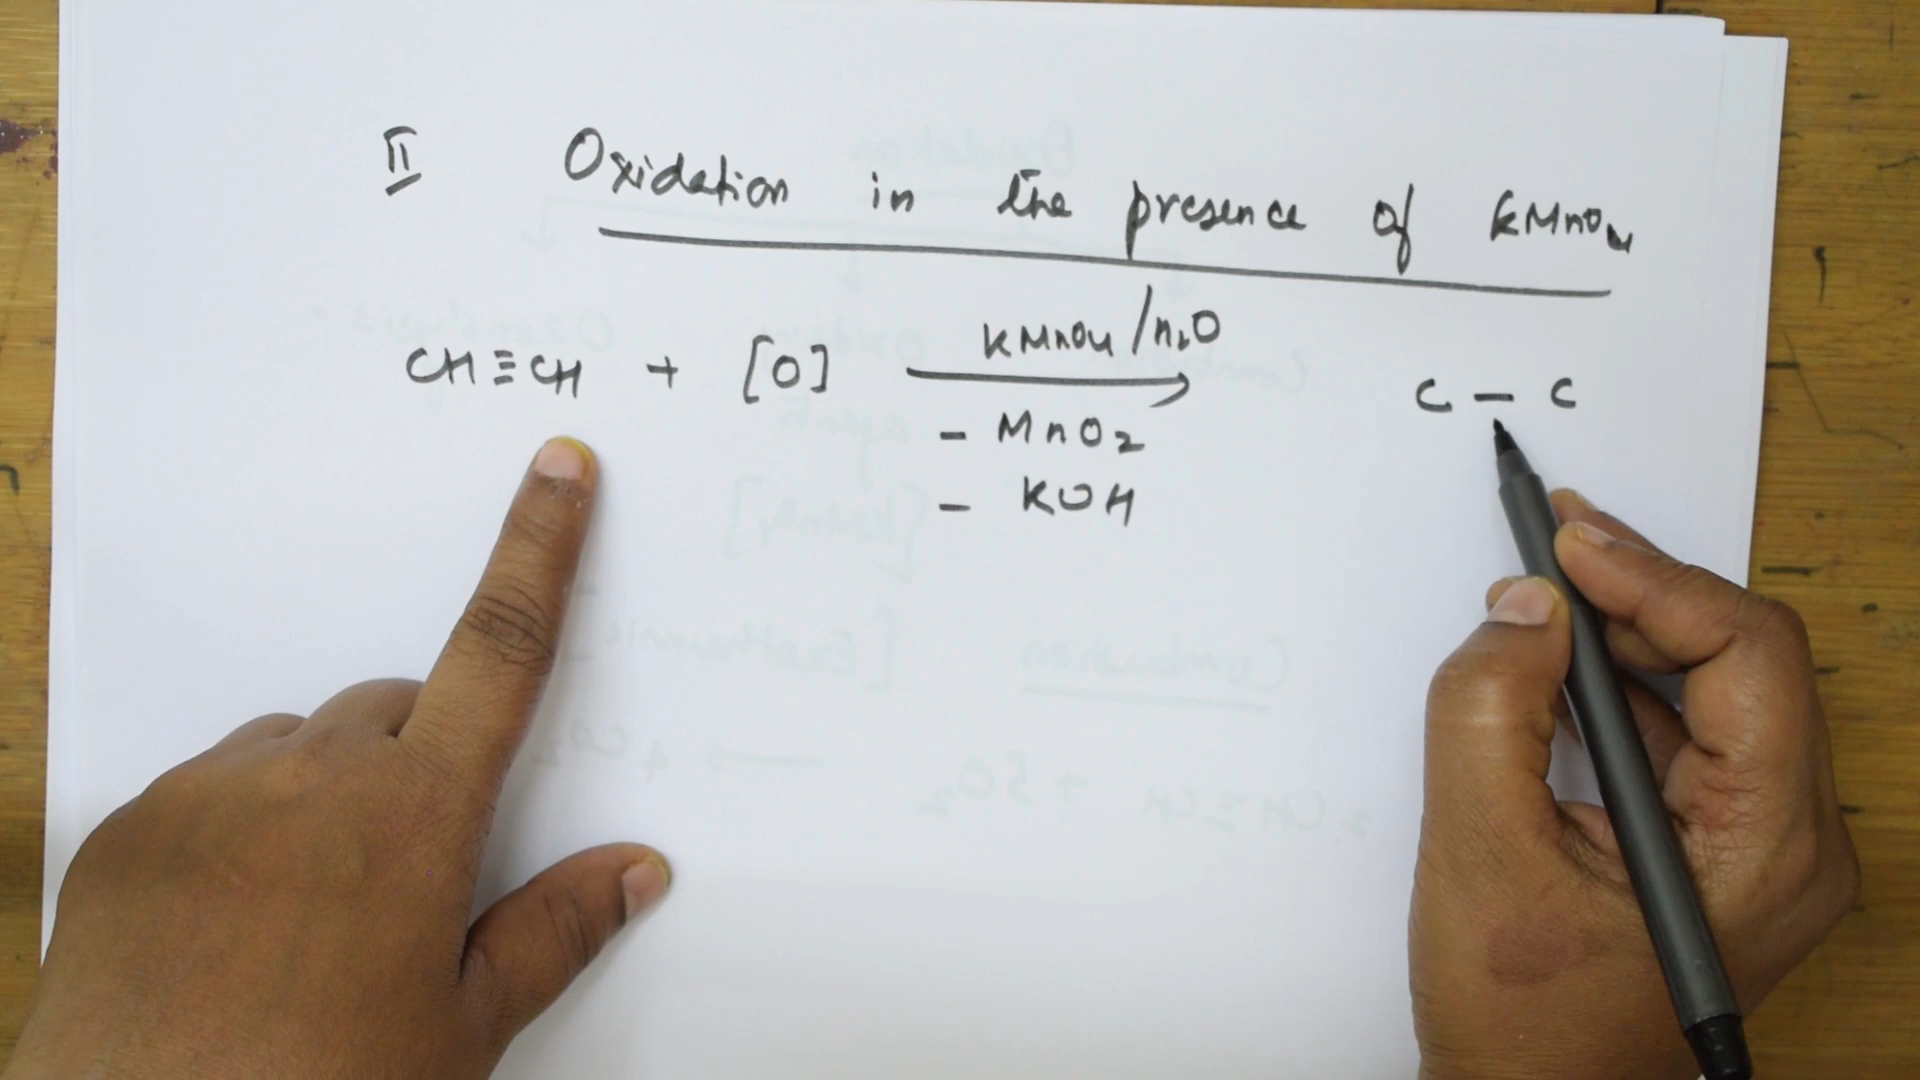 II Oxidation in the presence of KMnO4
CH≡CH + [O] KMnO4/H2O → C - C
- MnO2
- KOH